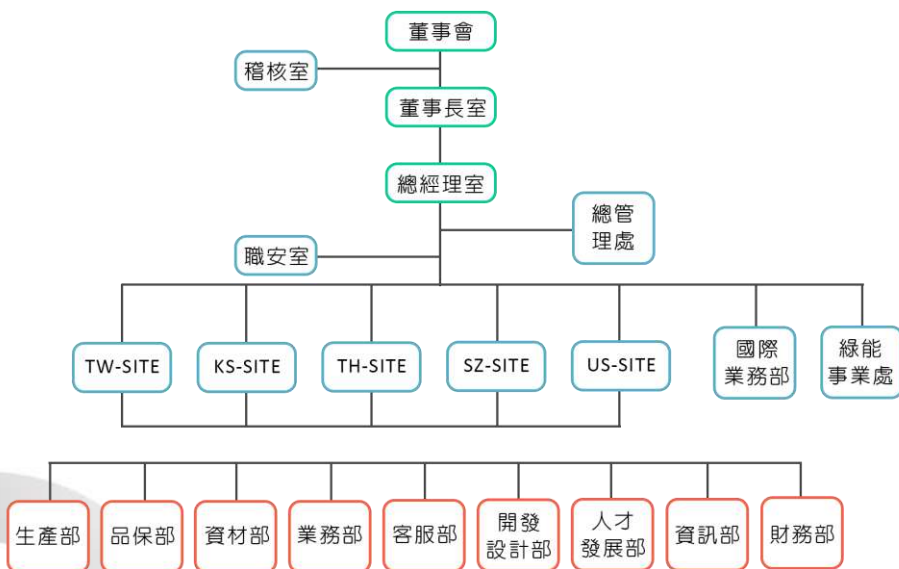 董事會
稽核室
董事長室
總經理室
總管
理處
職安室
TW-SITE
KS-SITE
TH-SITE
SZ-SITE
US-SITE
國際
業務部
綠能
事業處
生產部
品保部
資材部
業務部
客服部
開發
設計部
人才
發展部
資訊部
財務部